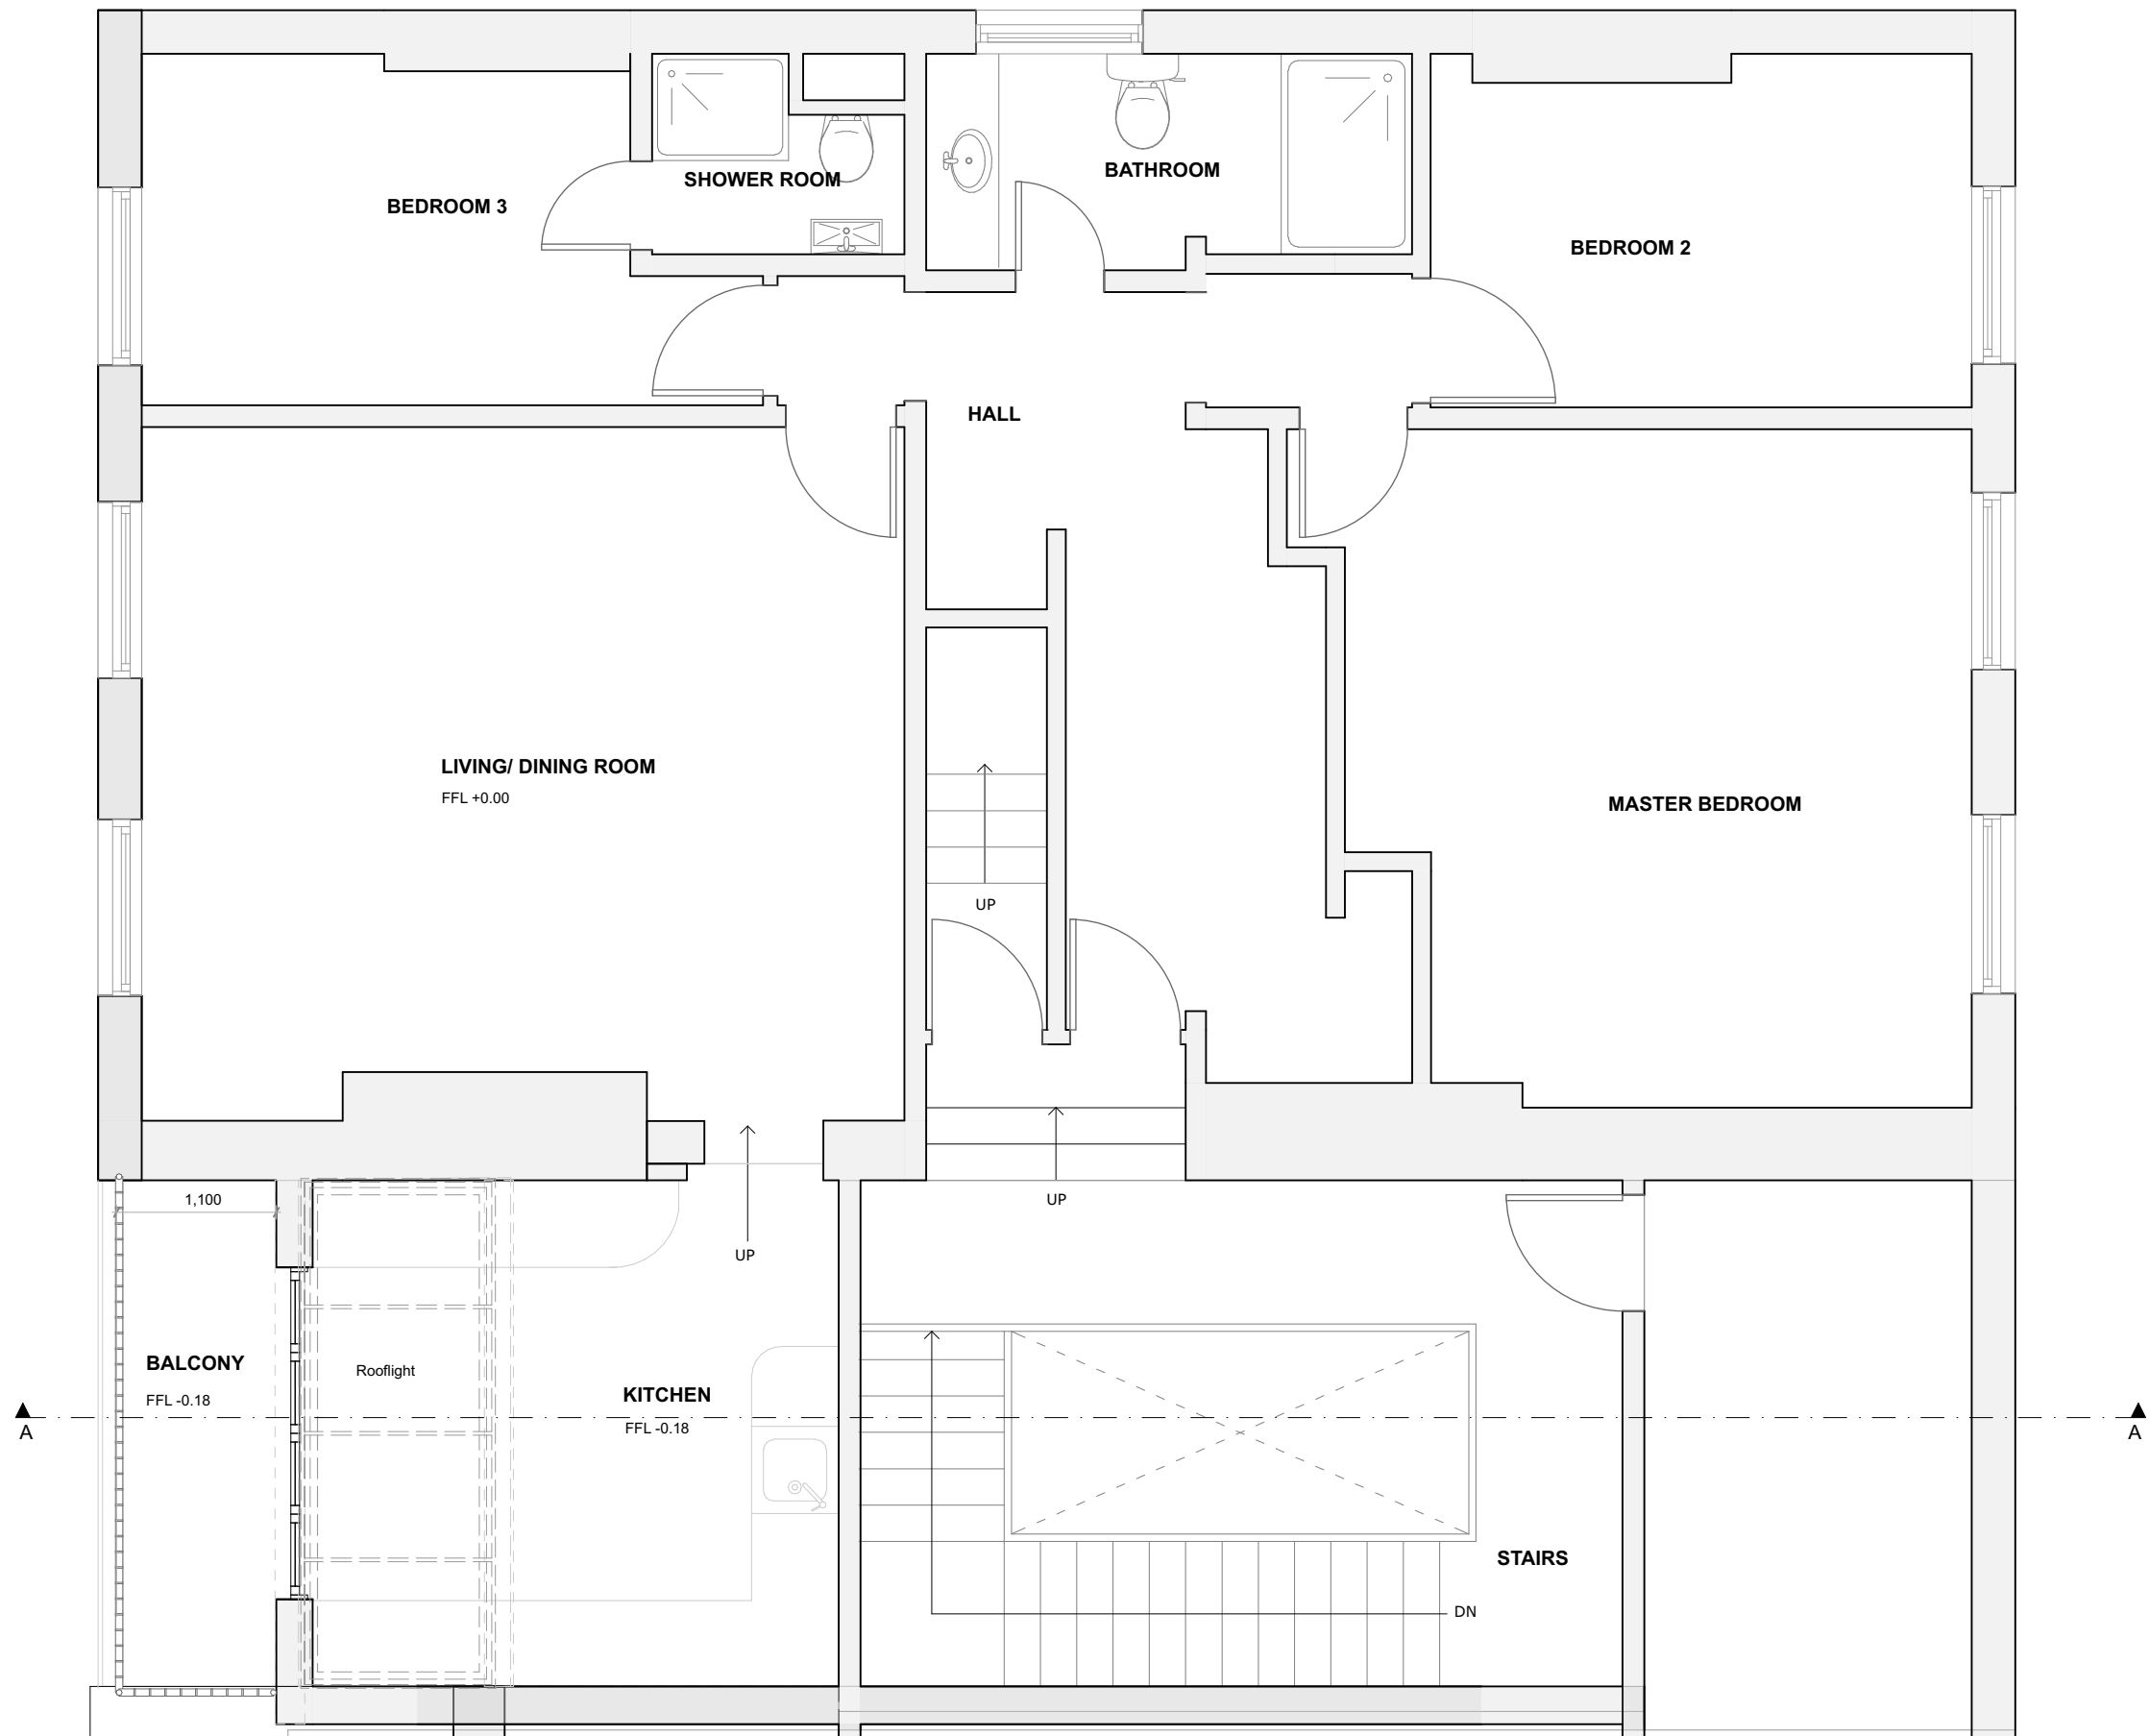 SHOWER ROOM
BATHROOM
BEDROOM 3
BEDROOM 2
HALL
LIVING/ DINING ROOM
FFL +0.00
MASTER BEDROOM
UP
1,100
UP
UP
BALCONY
FFL -0.18
Rooflight
KITCHEN
FFL -0.18
A
A
STAIRS
DN